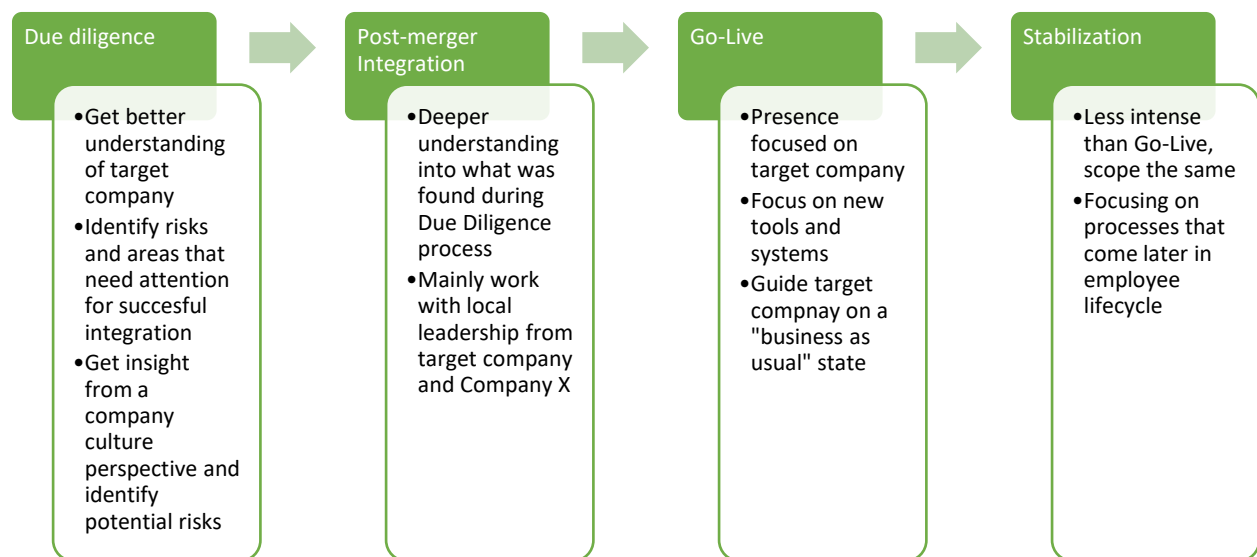 Due diligence
•Get better
understanding
of target
company
•Identify risks
and areas that
need attention
for succesful
integration
•Get insight
from a
company
culture
perspective and
identify
potential risks
Post-merger
Integration
•Deeper
understanding
into what was
found during
Due Diligence
process
•Mainly work
with local
leadership from
target company
and Company X
Go-Live
•Presence
focused on
target company
•Focus on new
tools and
systems
•Guide target
compnay on a
"business as
usual" state
Stabilization
•Less intense
than Go-Live,
scope the same
•Focusing on
processes that
come later in
employee
lifecycle